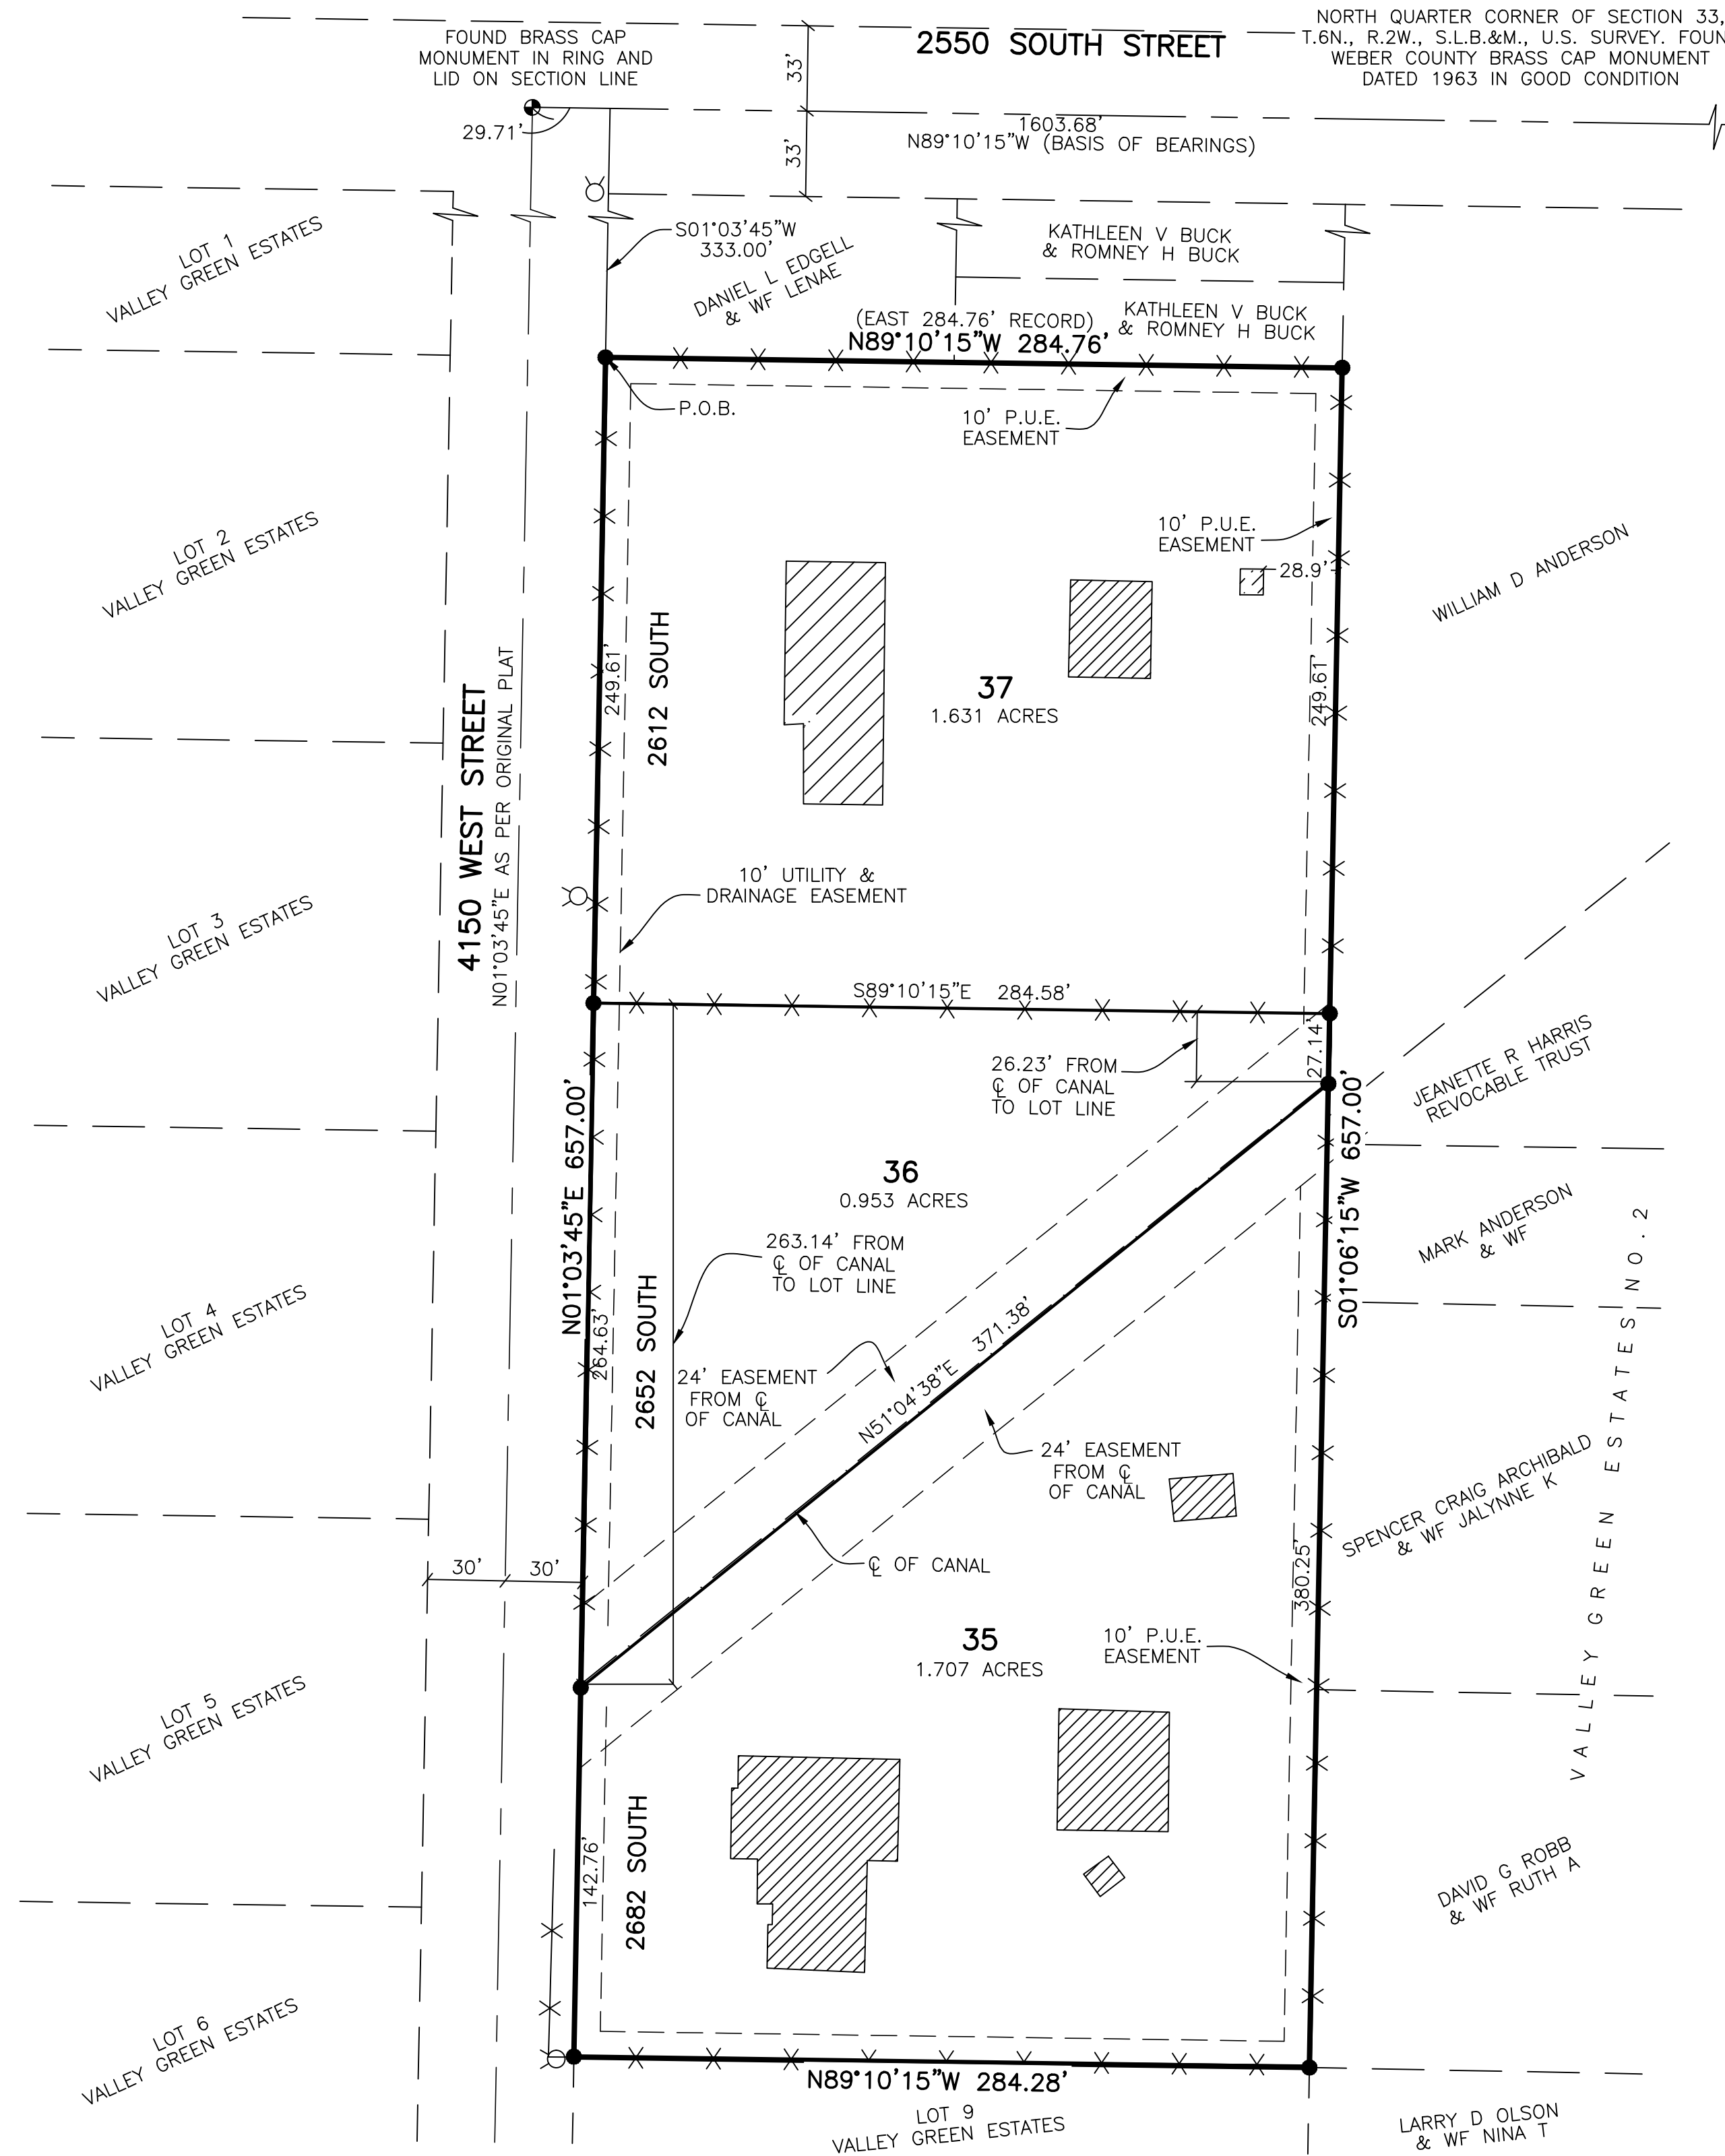 FOUND BRASS CAP
MONUMENT IN RING AND
LID ON SECTION LINE
2550 SOUTH STREET
NORTH QUARTER CORNER OF SECTION 33,
T.6N., R.2W., S.L.B.&M., U.S. SURVEY. FOUN
WEBER COUNTY BRASS CAP MONUMENT
DATED 1963 IN GOOD CONDITION
33'
33'
29.71'
1603.68'
N89°10'15"W (BASIS OF BEARINGS)
LOT 1
VALLEY GREEN ESTATES
S01°03'45"W
333.00'
DANIEL L EDGELL
& WF LENAE
KATHLEEN V BUCK
& ROMNEY H BUCK
KATHLEEN V BUCK
& ROMNEY H BUCK
(EAST 284.76' RECORD)
N89°10'15"W 284.76'
P.O.B.
10' P.U.E.
EASEMENT
10' P.U.E.
EASEMENT
28.9'
LOT 2
VALLEY GREEN ESTATES
WILLIAM D ANDERSON
249.61'
2612 SOUTH
37
1.631 ACRES
249.61'
4150 WEST STREET
N01°03'45"E AS PER ORIGINAL PLAT
10' UTILITY &
DRAINAGE EASEMENT
LOT 3
VALLEY GREEN ESTATES
S89°10'15"E 284.58'
26.23' FROM
℄ OF CANAL
TO LOT LINE
27.14'
JEANETTE R HARRIS
REVOCABLE TRUST
N01°03'45"E 657.00'
S01°06'15"W 657.00'
36
0.953 ACRES
MARK ANDERSON
& WF
263.14' FROM
℄ OF CANAL
TO LOT LINE
264.63'
2652 SOUTH
LOT 4
VALLEY GREEN ESTATES
24' EASEMENT
FROM ℄
OF CANAL
N51°04'38"E 371.38'
24' EASEMENT
FROM ℄
OF CANAL
SPENCER CRAIG ARCHIBALD
& WF JALYNNE K
VALLEY GREEN ESTATES NO.2
℄ OF CANAL
30'
30'
380.25'
35
1.707 ACRES
10' P.U.E.
EASEMENT
LOT 5
VALLEY GREEN ESTATES
142.76'
2682 SOUTH
DAVID G ROBB
& WF RUTH A
LOT 6
VALLEY GREEN ESTATES
N89°10'15"W 284.28'
LOT 9
VALLEY GREEN ESTATES
LARRY D OLSON
& WF NINA T